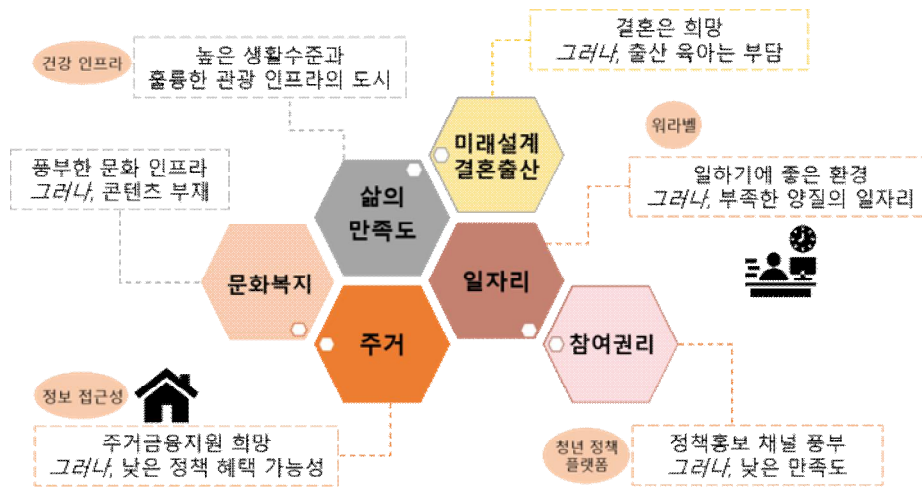 결혼은 희망
그러나, 출산 육아는 부담
건강 인프라
높은 생활수준과
훌륭한 관광 인프라의 도시
미래설계
결혼출산
워라벨
풍부한 문화 인프라
그러나, 콘텐츠 부재
삶의
만족도
일하기에 좋은 환경
그러나, 부족한 양질의 일자리
문화복지
일자리
주거
참여권리
정보 접근성
주거금융지원 희망
그러나, 낮은 정책 혜택 가능성
청년 정책
플랫폼
정책홍보 채널 풍부
그러나, 낮은 만족도